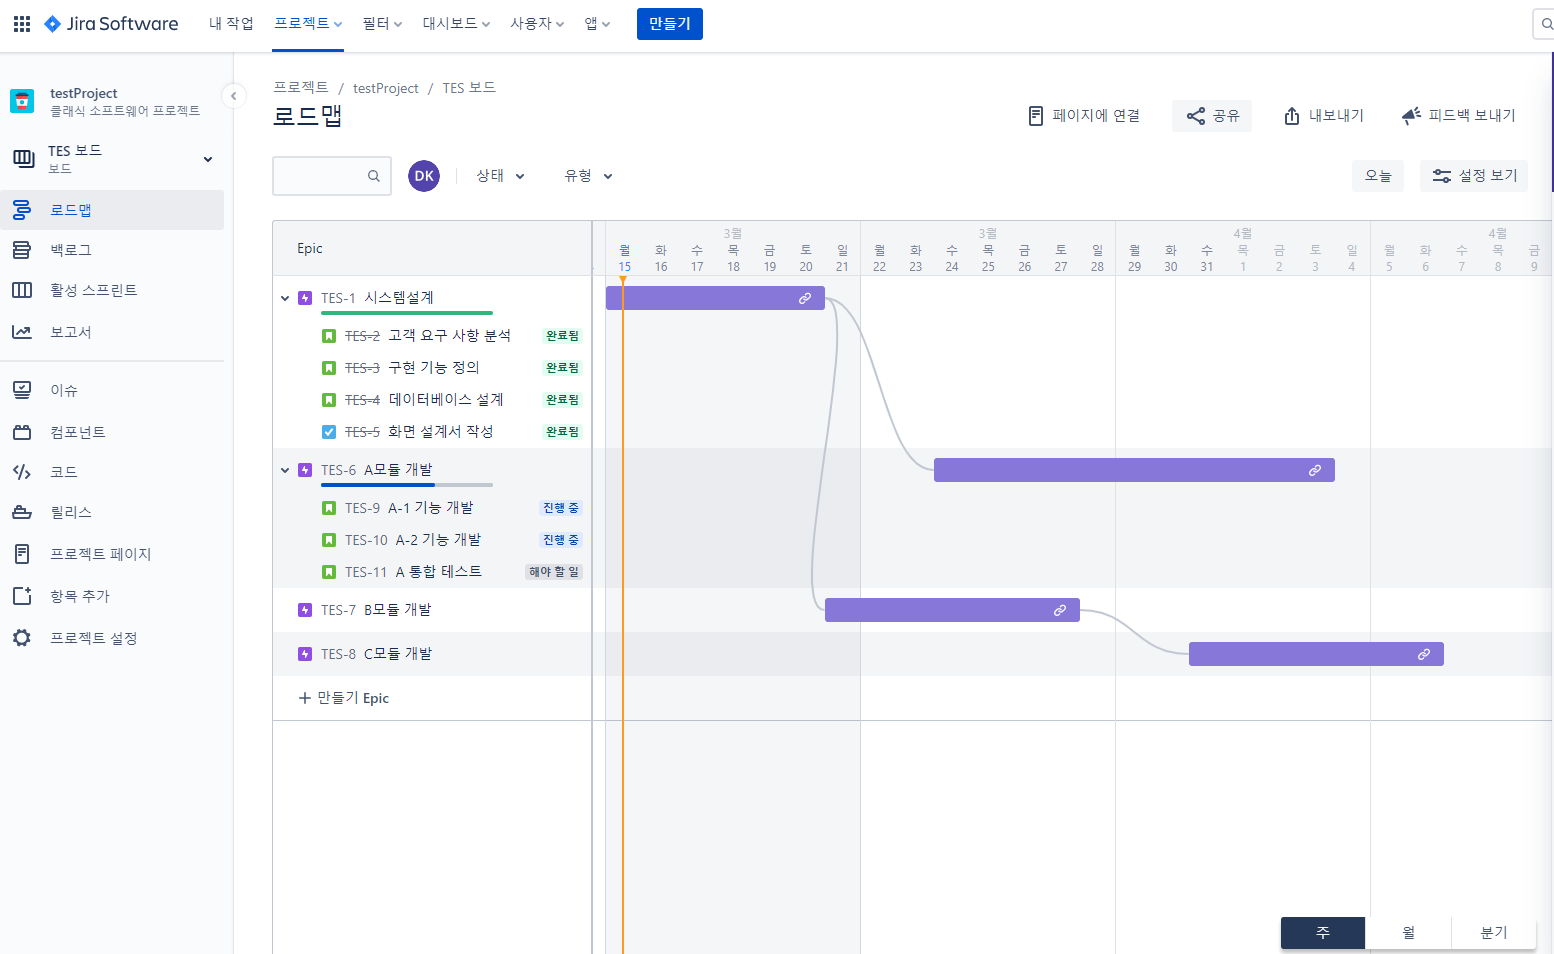 Jira Software 내 작업 프로젝트 필터 대시보드 사용자 앱 만들기
testProject
클래식 소프트웨어 프로젝트
TES 보드
보드
로드맵
백로그
활성 스프린트
보고서
이슈
컴포넌트
코드
릴리스
프로젝트 페이지
항목 추가
프로젝트 설정
프로젝트 / testProject / TES 보드
로드맵
페이지에 연결 공유 내보내기 피드백 보내기
DK 상태 유형 오늘 설정 보기
Epic
3월 3월 4월 4월
월 화 수 목 금 토 일 월 화 수 목 금 토 일 월 화 수 목 금 토 일 월 화 수 목 금
15 16 17 18 19 20 21 22 23 24 25 26 27 28 29 30 31 1 2 3 4 5 6 7 8 9
TES-1 시스템설계
TES-2 고객 요구 사항 분석 완료됨
TES-3 구현 기능 정의 완료됨
TES-4 데이터베이스 설계 완료됨
TES-5 화면 설계서 작성 완료됨
TES-6 A모듈 개발
TES-9 A-1 기능 개발 진행 중
TES-10 A-2 기능 개발 진행 중
TES-11 A 통합 테스트 해야 할 일
TES-7 B모듈 개발
TES-8 C모듈 개발
+ 만들기 Epic
주 월 분기